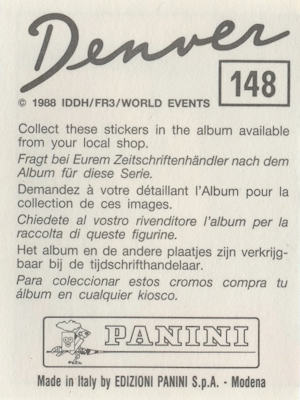 Denver
148
© 1988 IDDH/FR3/WORLD EVENTS
Collect these stickers in the album available
from your local shop.
Fragt bei Eurem Zeitschriftenhändler nach dem
Album für diese Serie.
Demandez à votre détaillant l'Album pour la
collection de ces images.
Chiedete al vostro rivenditore l'album per la
raccolta di queste figurine.
Het album en de andere plaatjes zijn verkrijg-
baar bij de tijdschrifthandelaar.
Para coleccionar estos cromos compra tu
álbum en cualquier kiosco.
PANINI
Made in Italy by EDIZIONI PANINI S.p.A. - Modena